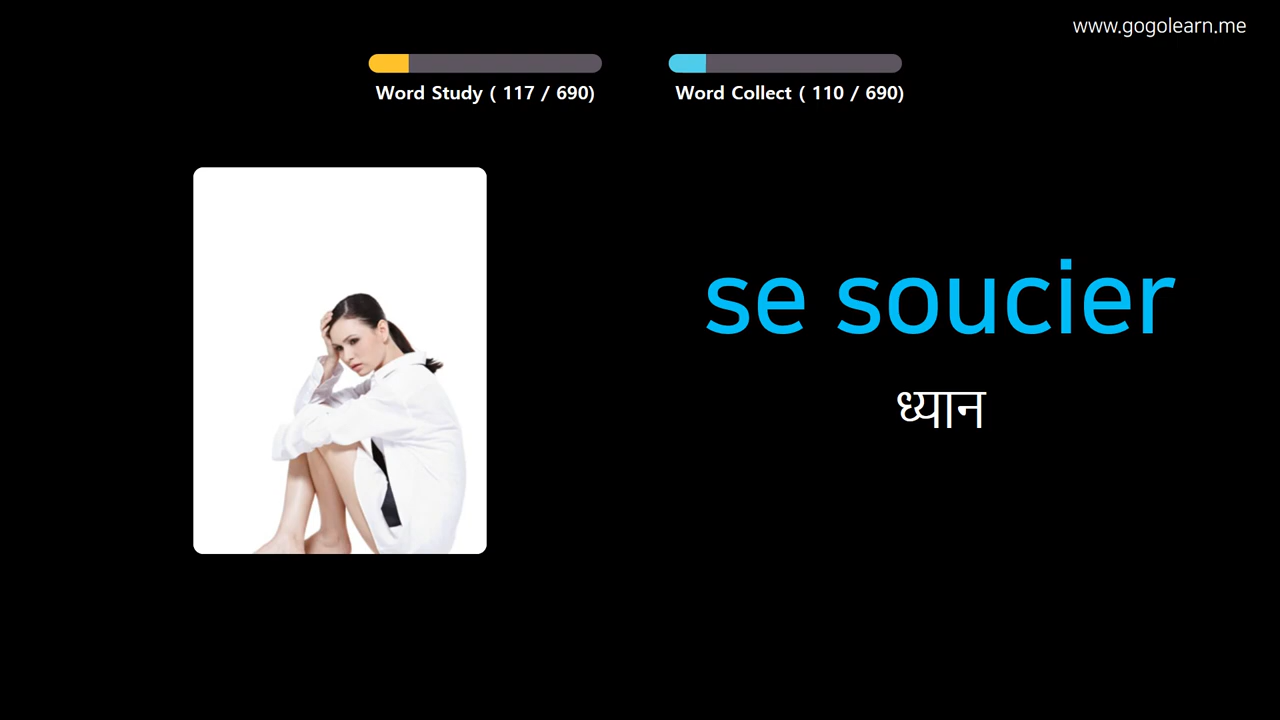 www.gogolearn.me
Word Study ( 117 / 690)
Word Collect ( 110 / 690)
se soucier
ध्यान